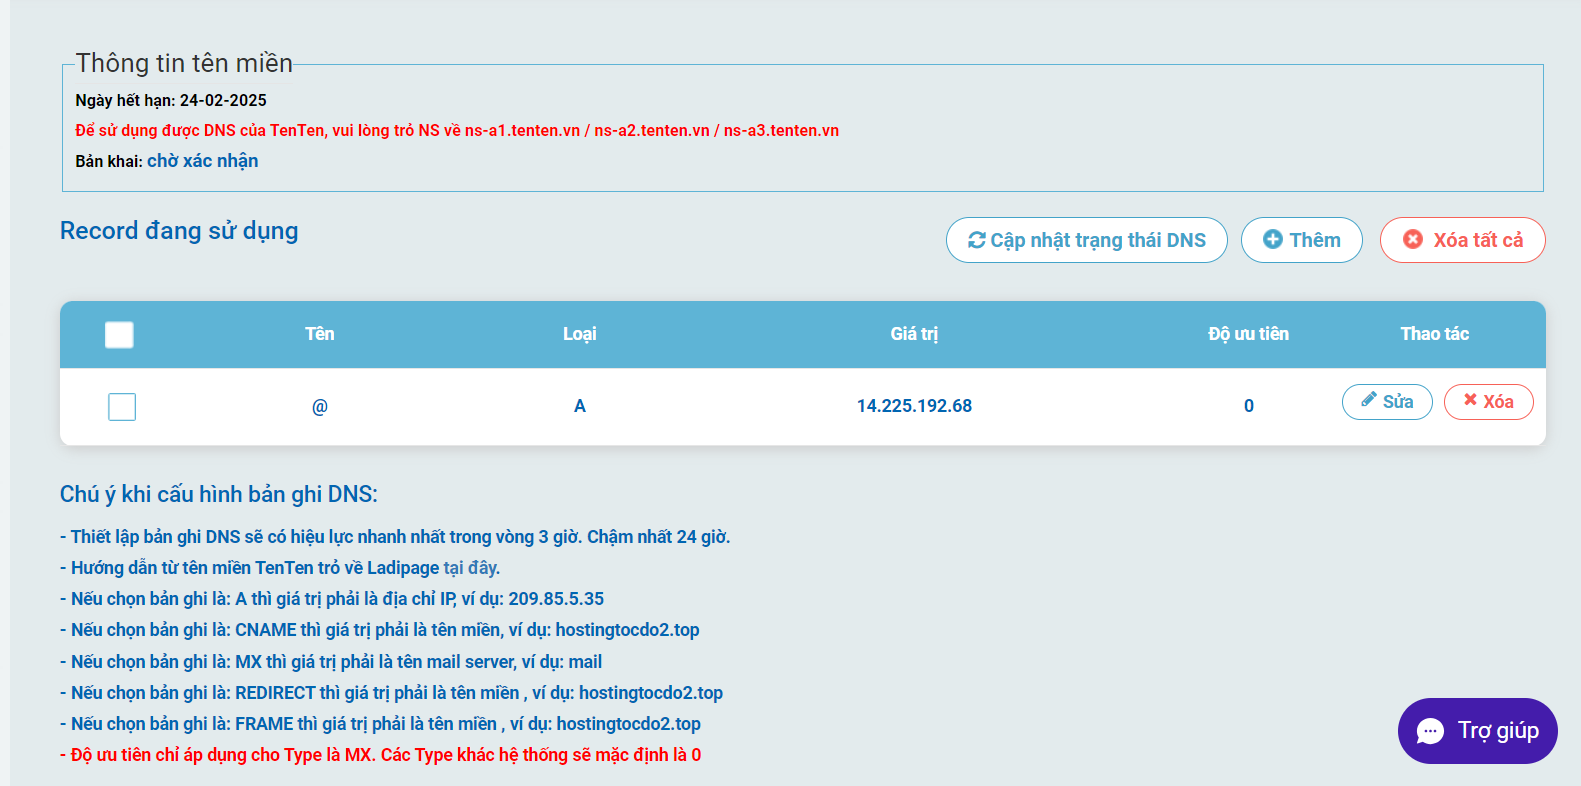 Thông tin tên miền
Ngày hết hạn: 24-02-2025
Để sử dụng được DNS của TenTen, vui lòng trỏ NS về ns-a1.tenten.vn / ns-a2.tenten.vn / ns-a3.tenten.vn
Bản khai: chờ xác nhận
Record đang sử dụng
Cập nhật trạng thái DNS Thêm Xóa tất cả
Tên Loại Giá trị Độ ưu tiên Thao tác
@ A 14.225.192.68 0 Sửa Xóa
Chú ý khi cấu hình bản ghi DNS:
- Thiết lập bản ghi DNS sẽ có hiệu lực nhanh nhất trong vòng 3 giờ. Chậm nhất 24 giờ.
- Hướng dẫn từ tên miền TenTen trỏ về Ladipage tại đây.
- Nếu chọn bản ghi là: A thì giá trị phải là địa chỉ IP, ví dụ: 209.85.5.35
- Nếu chọn bản ghi là: CNAME thì giá trị phải là tên miền, ví dụ: hostingtocdo2.top
- Nếu chọn bản ghi là: MX thì giá trị phải là tên mail server, ví dụ: mail
- Nếu chọn bản ghi là: REDIRECT thì giá trị phải là tên miền , ví dụ: hostingtocdo2.top
- Nếu chọn bản ghi là: FRAME thì giá trị phải là tên miền , ví dụ: hostingtocdo2.top
- Độ ưu tiên chỉ áp dụng cho Type là MX. Các Type khác hệ thống sẽ mặc định là 0
Trợ giúp